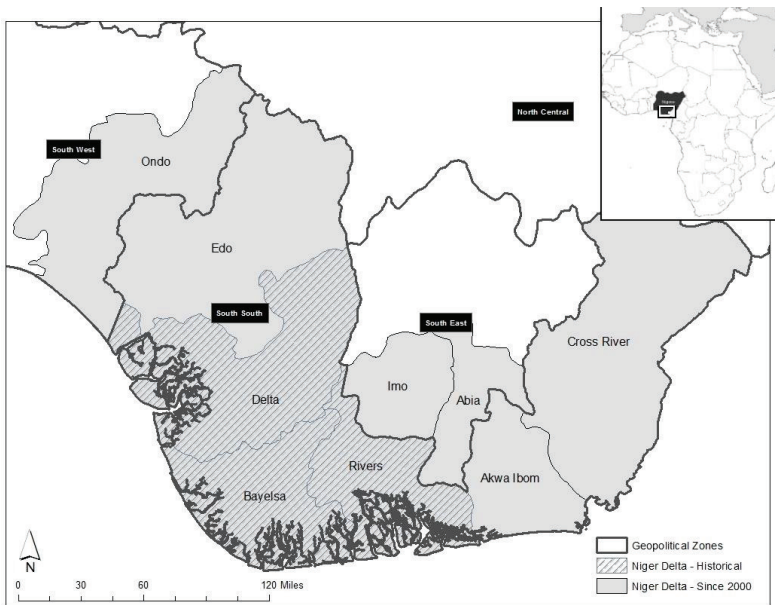 Nigeria
North Central
South West
Ondo
Edo
South South
South East
Cross River
Imo
Abia
Delta
Rivers
Akwa Ibom
Bayelsa
N
0 30 60 120 Miles
Geopolitical Zones
Niger Delta - Historical
Niger Delta - Since 2000